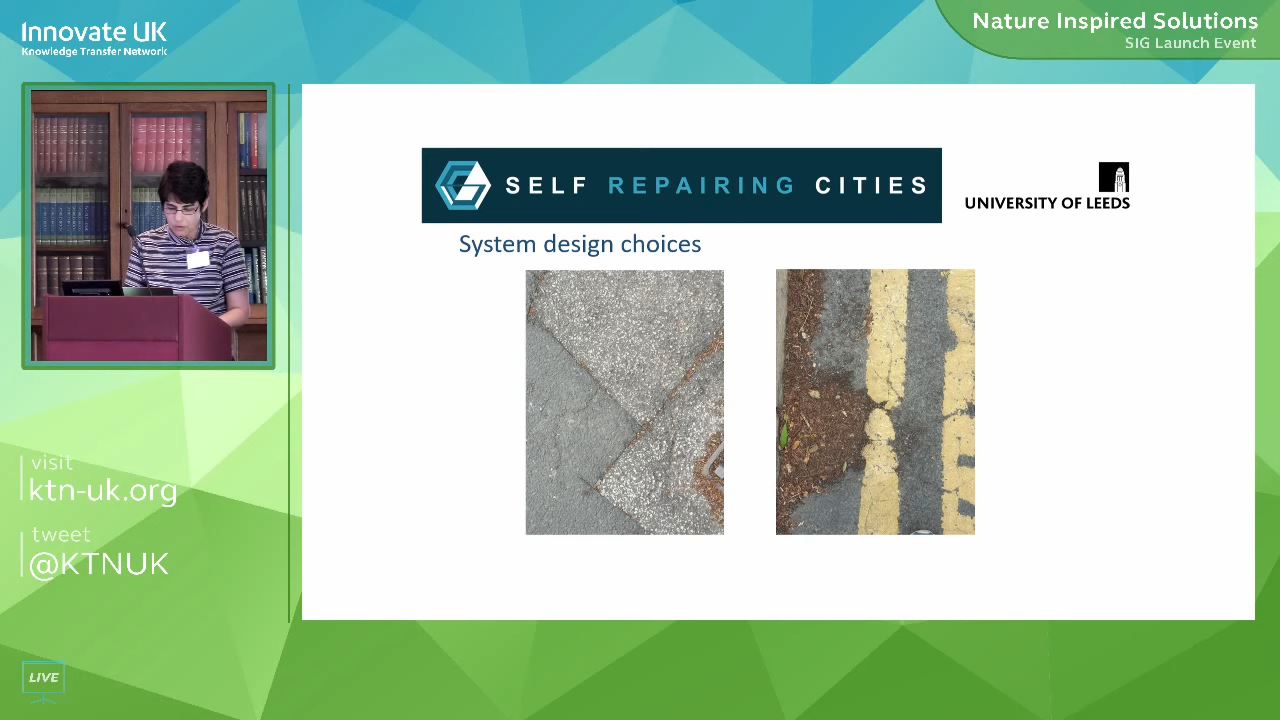 Innovate UK
Knowledge Transfer Network
Nature Inspired Solutions
SIG Launch Event
SELF REPAIRING CITIES
UNIVERSITY OF LEEDS
System design choices
visit
ktn-uk.org
tweet
@KTNUK
LIVE